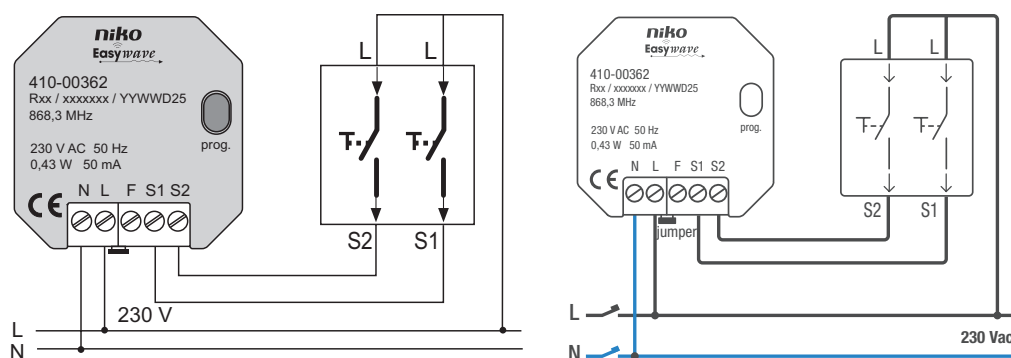 niko
Easywave
410-00362
Rxx / xxxxxxx / YYWWD25
868,3 MHz
230 V AC 50 Hz
0,43 W 50 mA
prog.
CE
N L F S1 S2
L L
S2 S1
230 V
L
N
niko
Easywave
410-00362
Rxx / xxxxxxx / YYWWD25
868,3 MHz
230 V AC 50 Hz
0,43 W 50 mA
prog.
CE
N L F S1 S2
jumper
L L
S2 S1
L
N
230 Vac